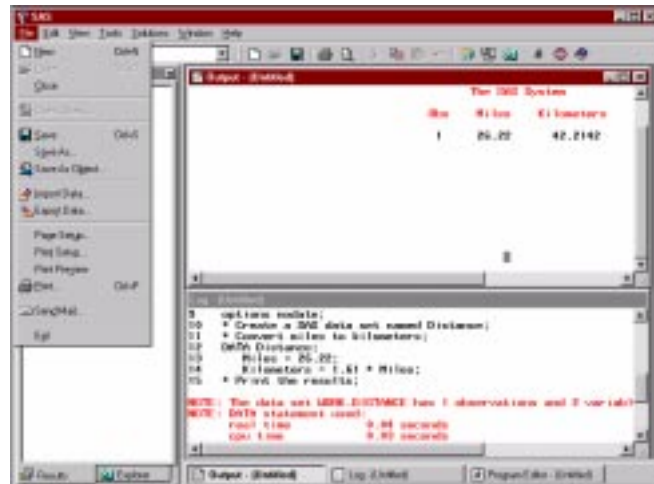 SAS
File Edit View Tools Solutions Window Help
New Ctrl+N
Close
Save Ctrl+S
Save As...
Save As Object...
Import Data...
Export Data...
Page Setup...
Print Setup...
Print Preview
Print... Ctrl+P
Send Mail...
Exit
Output - (Untitled)
The SAS System
Obs Miles Kilometers
1 26.22 42.2142
Log - (Untitled)
9 options nodate;
10 * Create a SAS data set named Distance;
11 * Convert miles to kilometers;
12 DATA Distance;
13 Miles = 26.22;
14 Kilometers = 1.61 * Miles;
15 * Print the results;
NOTE: The data set WORK.DISTANCE has 1 observations and 2 variabl
NOTE: DATA statement used:
real time seconds
cpu time seconds
Results Explorer Output - (Untitled) Log - (Untitled) Program Editor - (Untitled)